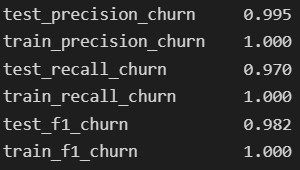 test_precision_churn 0.995
train_precision_churn 1.000
test_recall_churn 0.970
train_recall_churn 1.000
test_f1_churn 0.982
train_f1_churn 1.000